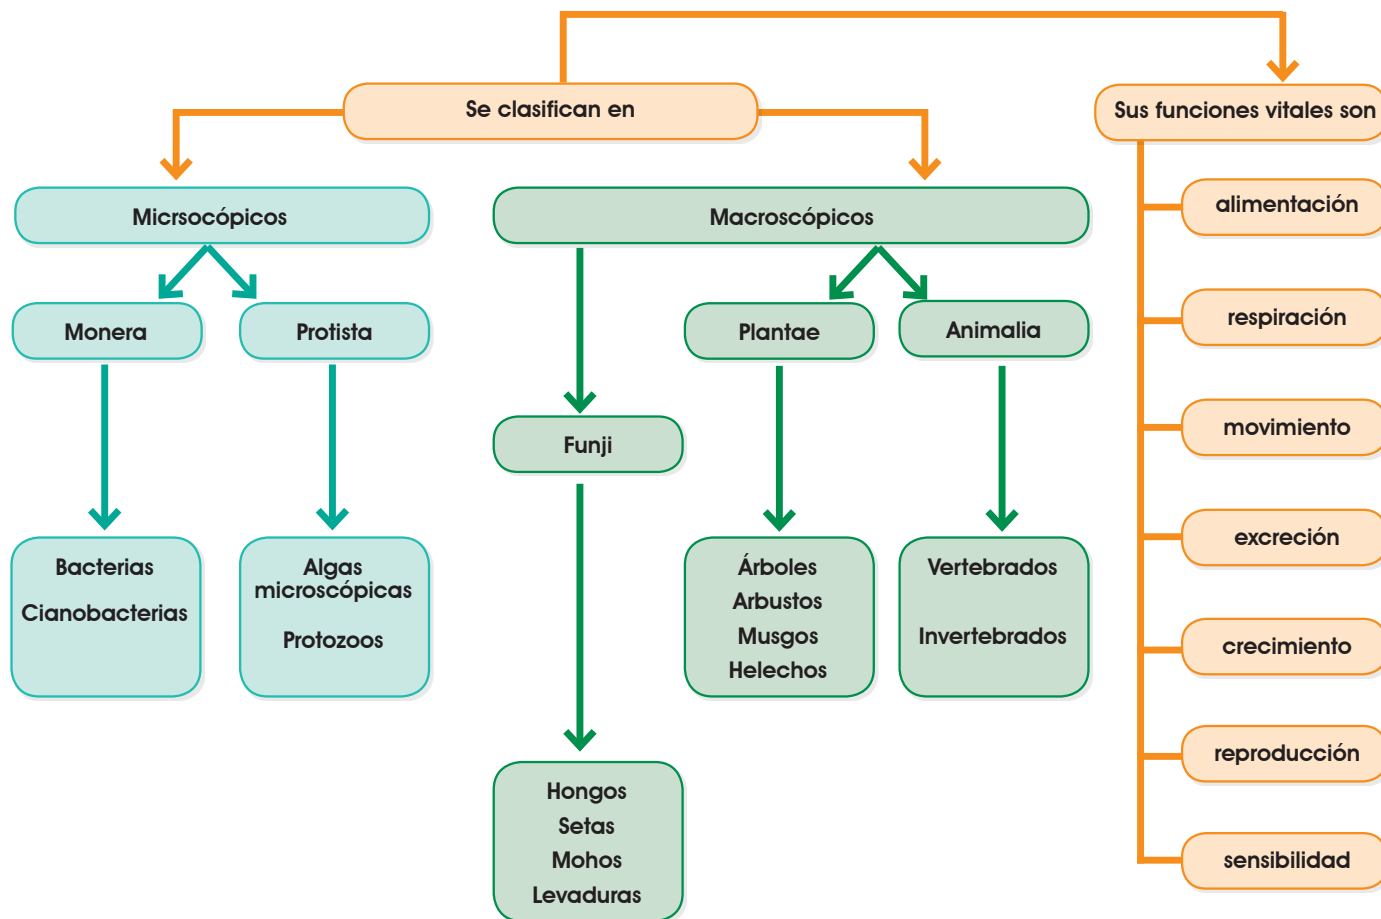 Se clasifican en
Sus funciones vitales son
Micrsocópicos
Macroscópicos
alimentación
respiración
movimiento
excreción
crecimiento
reproducción
sensibilidad
Monera
Protista
Plantae
Animalia
Funji
Bacterias
Cianobacterias
Algas
microscópicas
Protozoos
Árboles
Arbustos
Musgos
Helechos
Vertebrados
Invertebrados
Hongos
Setas
Mohos
Levaduras